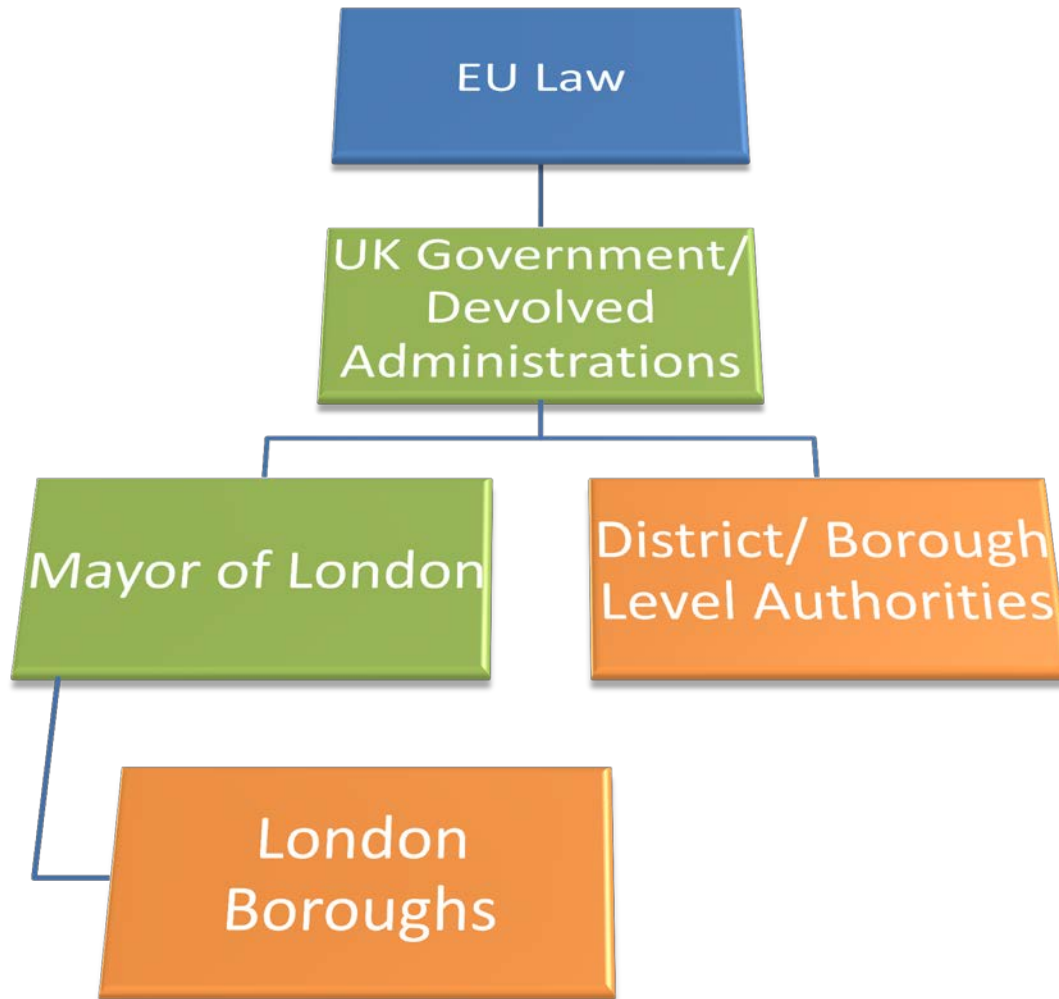 EU Law
UK Government/
Devolved
Administrations
Mayor of London
District/ Borough
Level Authorities
London
Boroughs